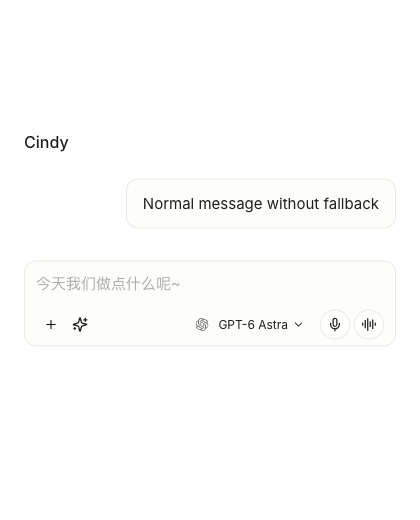 Cindy
Normal message without fallback
今天我们做点什么呢~
GPT-6 Astra